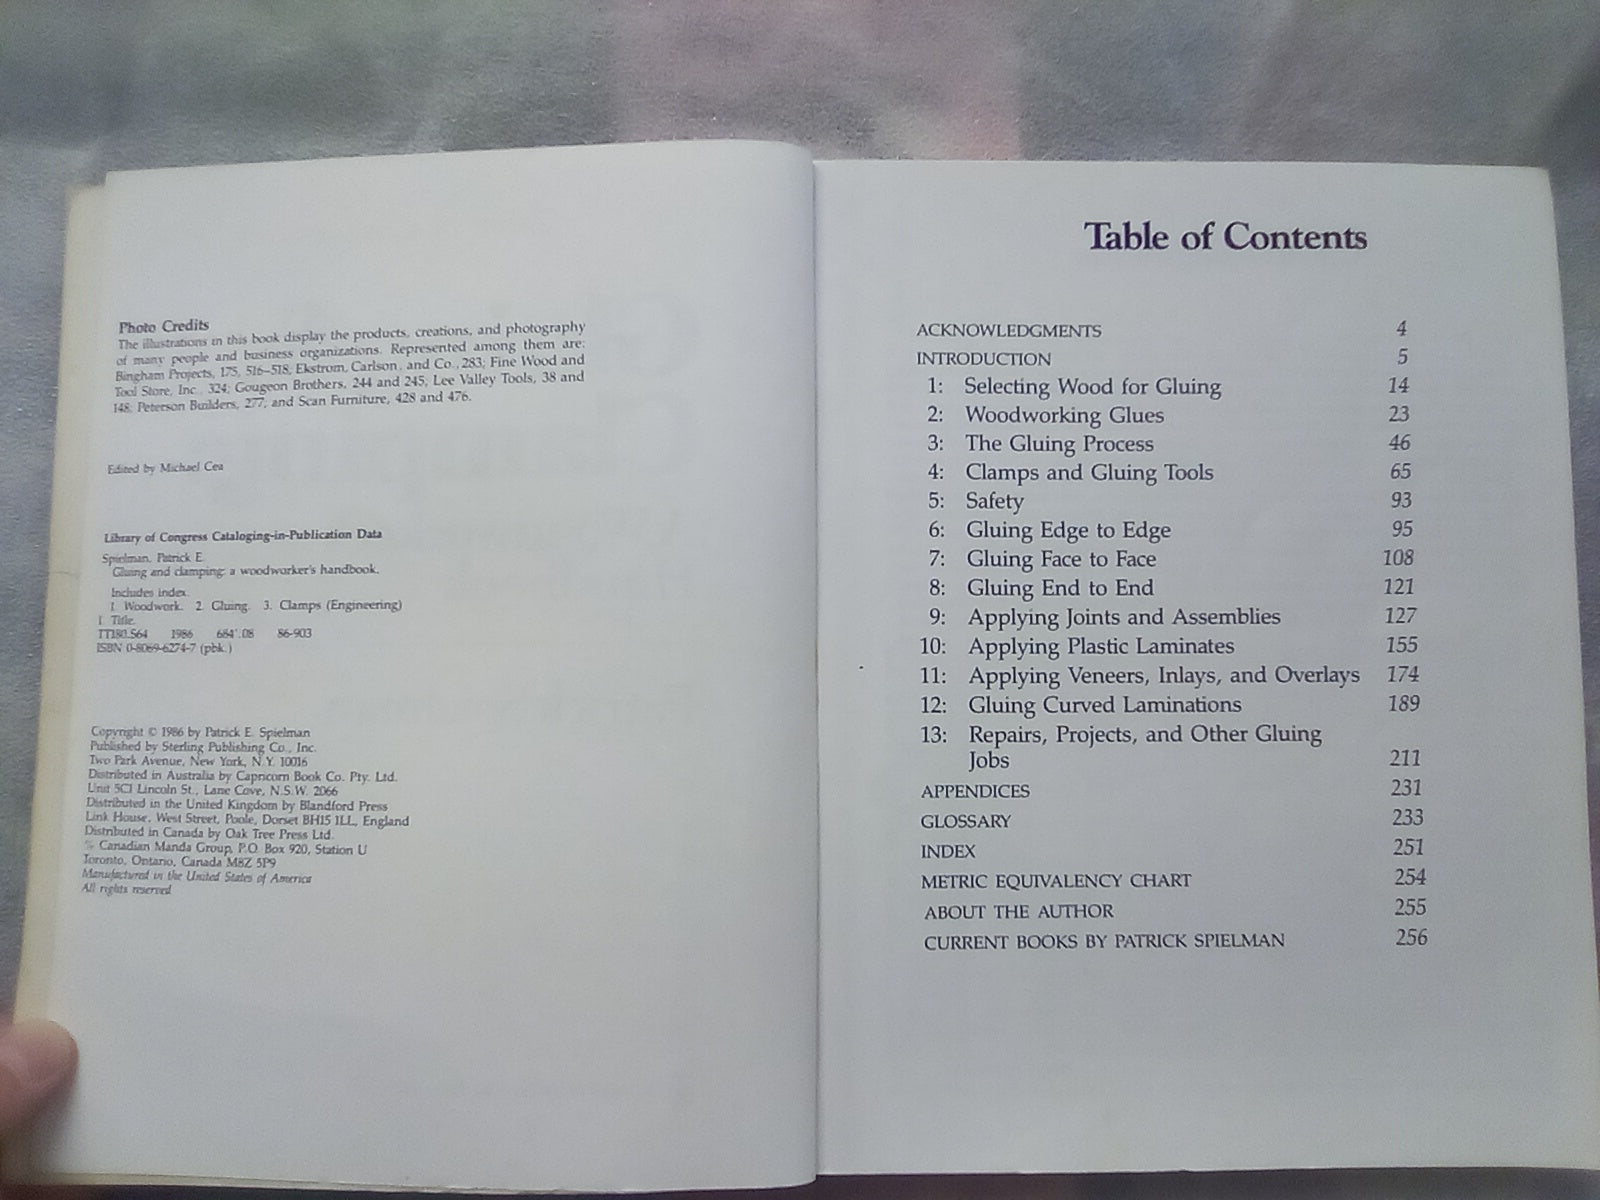 Photo Credits
The illustrations in this book display the products, creations, and photography
of many people and business organizations. Represented among them are:
Bingham Projects, 175, 516–518; Ekstrom, Carlson, and Co., 283; Fine Wood and
Tool Store, Inc., 324; Gougeon Brothers, 244 and 245; Lee Valley Tools, 38 and
148; Peterson Builders, 277; and Scan Furniture, 428 and 476.
Edited by Michael Cea
Library of Congress Cataloging-in-Publication Data
Spielman, Patrick E.
Gluing and clamping: a woodworker's handbook.
Includes index.
1. Woodwork. 2. Gluing. 3. Clamps (Engineering)
I. Title.
TT180.S64 1986 684'.08 86-903
ISBN 0-8069-6274-7 (pbk.)
Copyright © 1986 by Patrick E. Spielman
Published by Sterling Publishing Co., Inc.
Two Park Avenue, New York, N.Y. 10016
Distributed in Australia by Capricorn Book Co. Pty. Ltd.
Unit 5C1 Lincoln St., Lane Cove, N.S.W. 2066
Distributed in the United Kingdom by Blandford Press
Link House, West Street, Poole, Dorset BH15 1LL, England
Distributed in Canada by Oak Tree Press Ltd.
℅ Canadian Manda Group, P.O. Box 920, Station U
Toronto, Ontario, Canada M8Z 5P9
Manufactured in the United States of America
All rights reserved
Table of Contents
ACKNOWLEDGMENTS 4
INTRODUCTION 5
1: Selecting Wood for Gluing 14
2: Woodworking Glues 23
3: The Gluing Process 46
4: Clamps and Gluing Tools 65
5: Safety 93
6: Gluing Edge to Edge 95
7: Gluing Face to Face 108
8: Gluing End to End 121
9: Applying Joints and Assemblies 127
10: Applying Plastic Laminates 155
11: Applying Veneers, Inlays, and Overlays 174
12: Gluing Curved Laminations 189
13: Repairs, Projects, and Other Gluing
Jobs 211
APPENDICES 231
GLOSSARY 233
INDEX 251
METRIC EQUIVALENCY CHART 254
ABOUT THE AUTHOR 255
CURRENT BOOKS BY PATRICK SPIELMAN 256